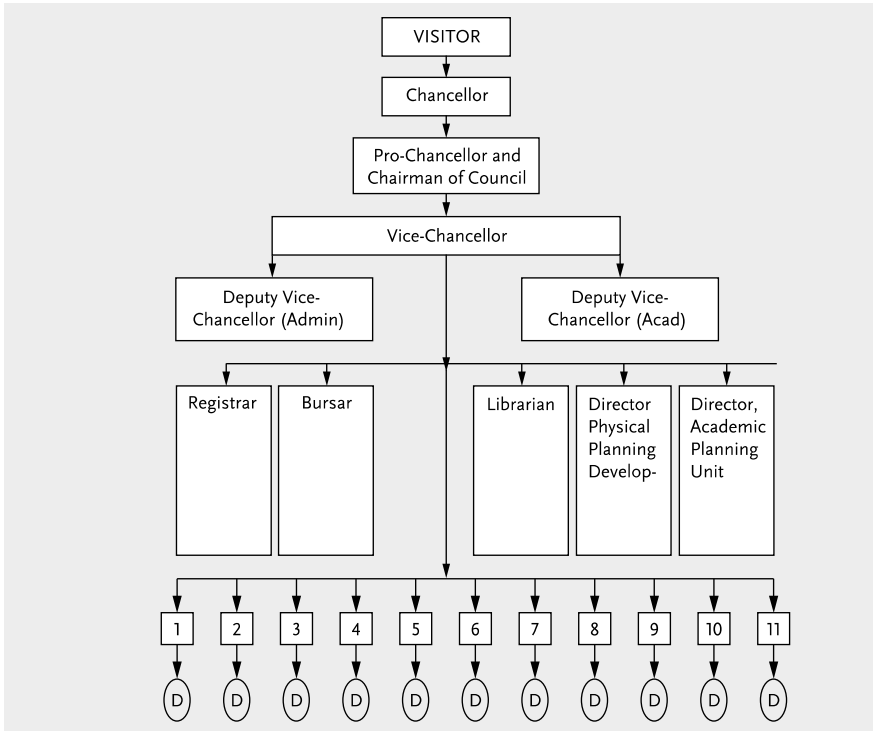 VISITOR
Chancellor
Pro-Chancellor and
Chairman of Council
Vice-Chancellor
Deputy Vice-
Chancellor (Admin)
Deputy Vice-
Chancellor (Acad)
Registrar
Bursar
Librarian
Director
Physical
Planning
Develop-
Director,
Academic
Planning
Unit
1 2 3 4 5 6 7 8 9 10 11
D D D D D D D D D D D